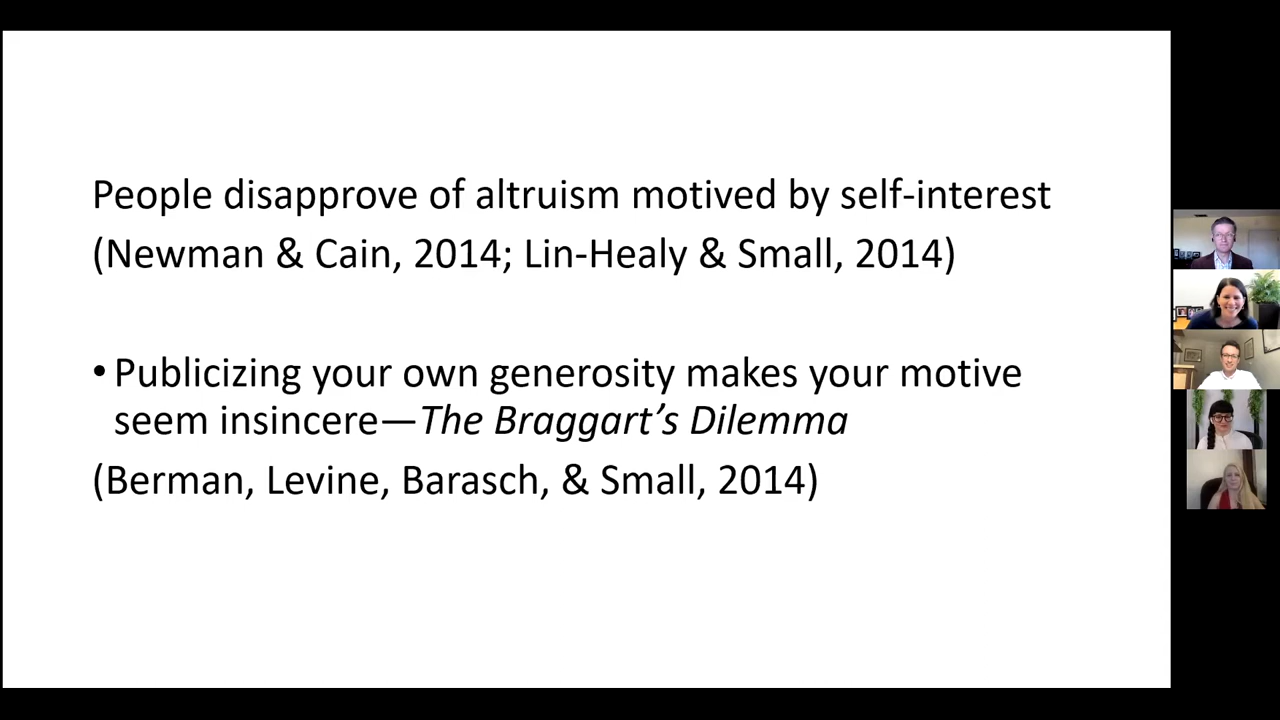 People disapprove of altruism motived by self-interest
(Newman & Cain, 2014; Lin-Healy & Small, 2014)
• Publicizing your own generosity makes your motive
seem insincere—The Braggart’s Dilemma
(Berman, Levine, Barasch, & Small, 2014)